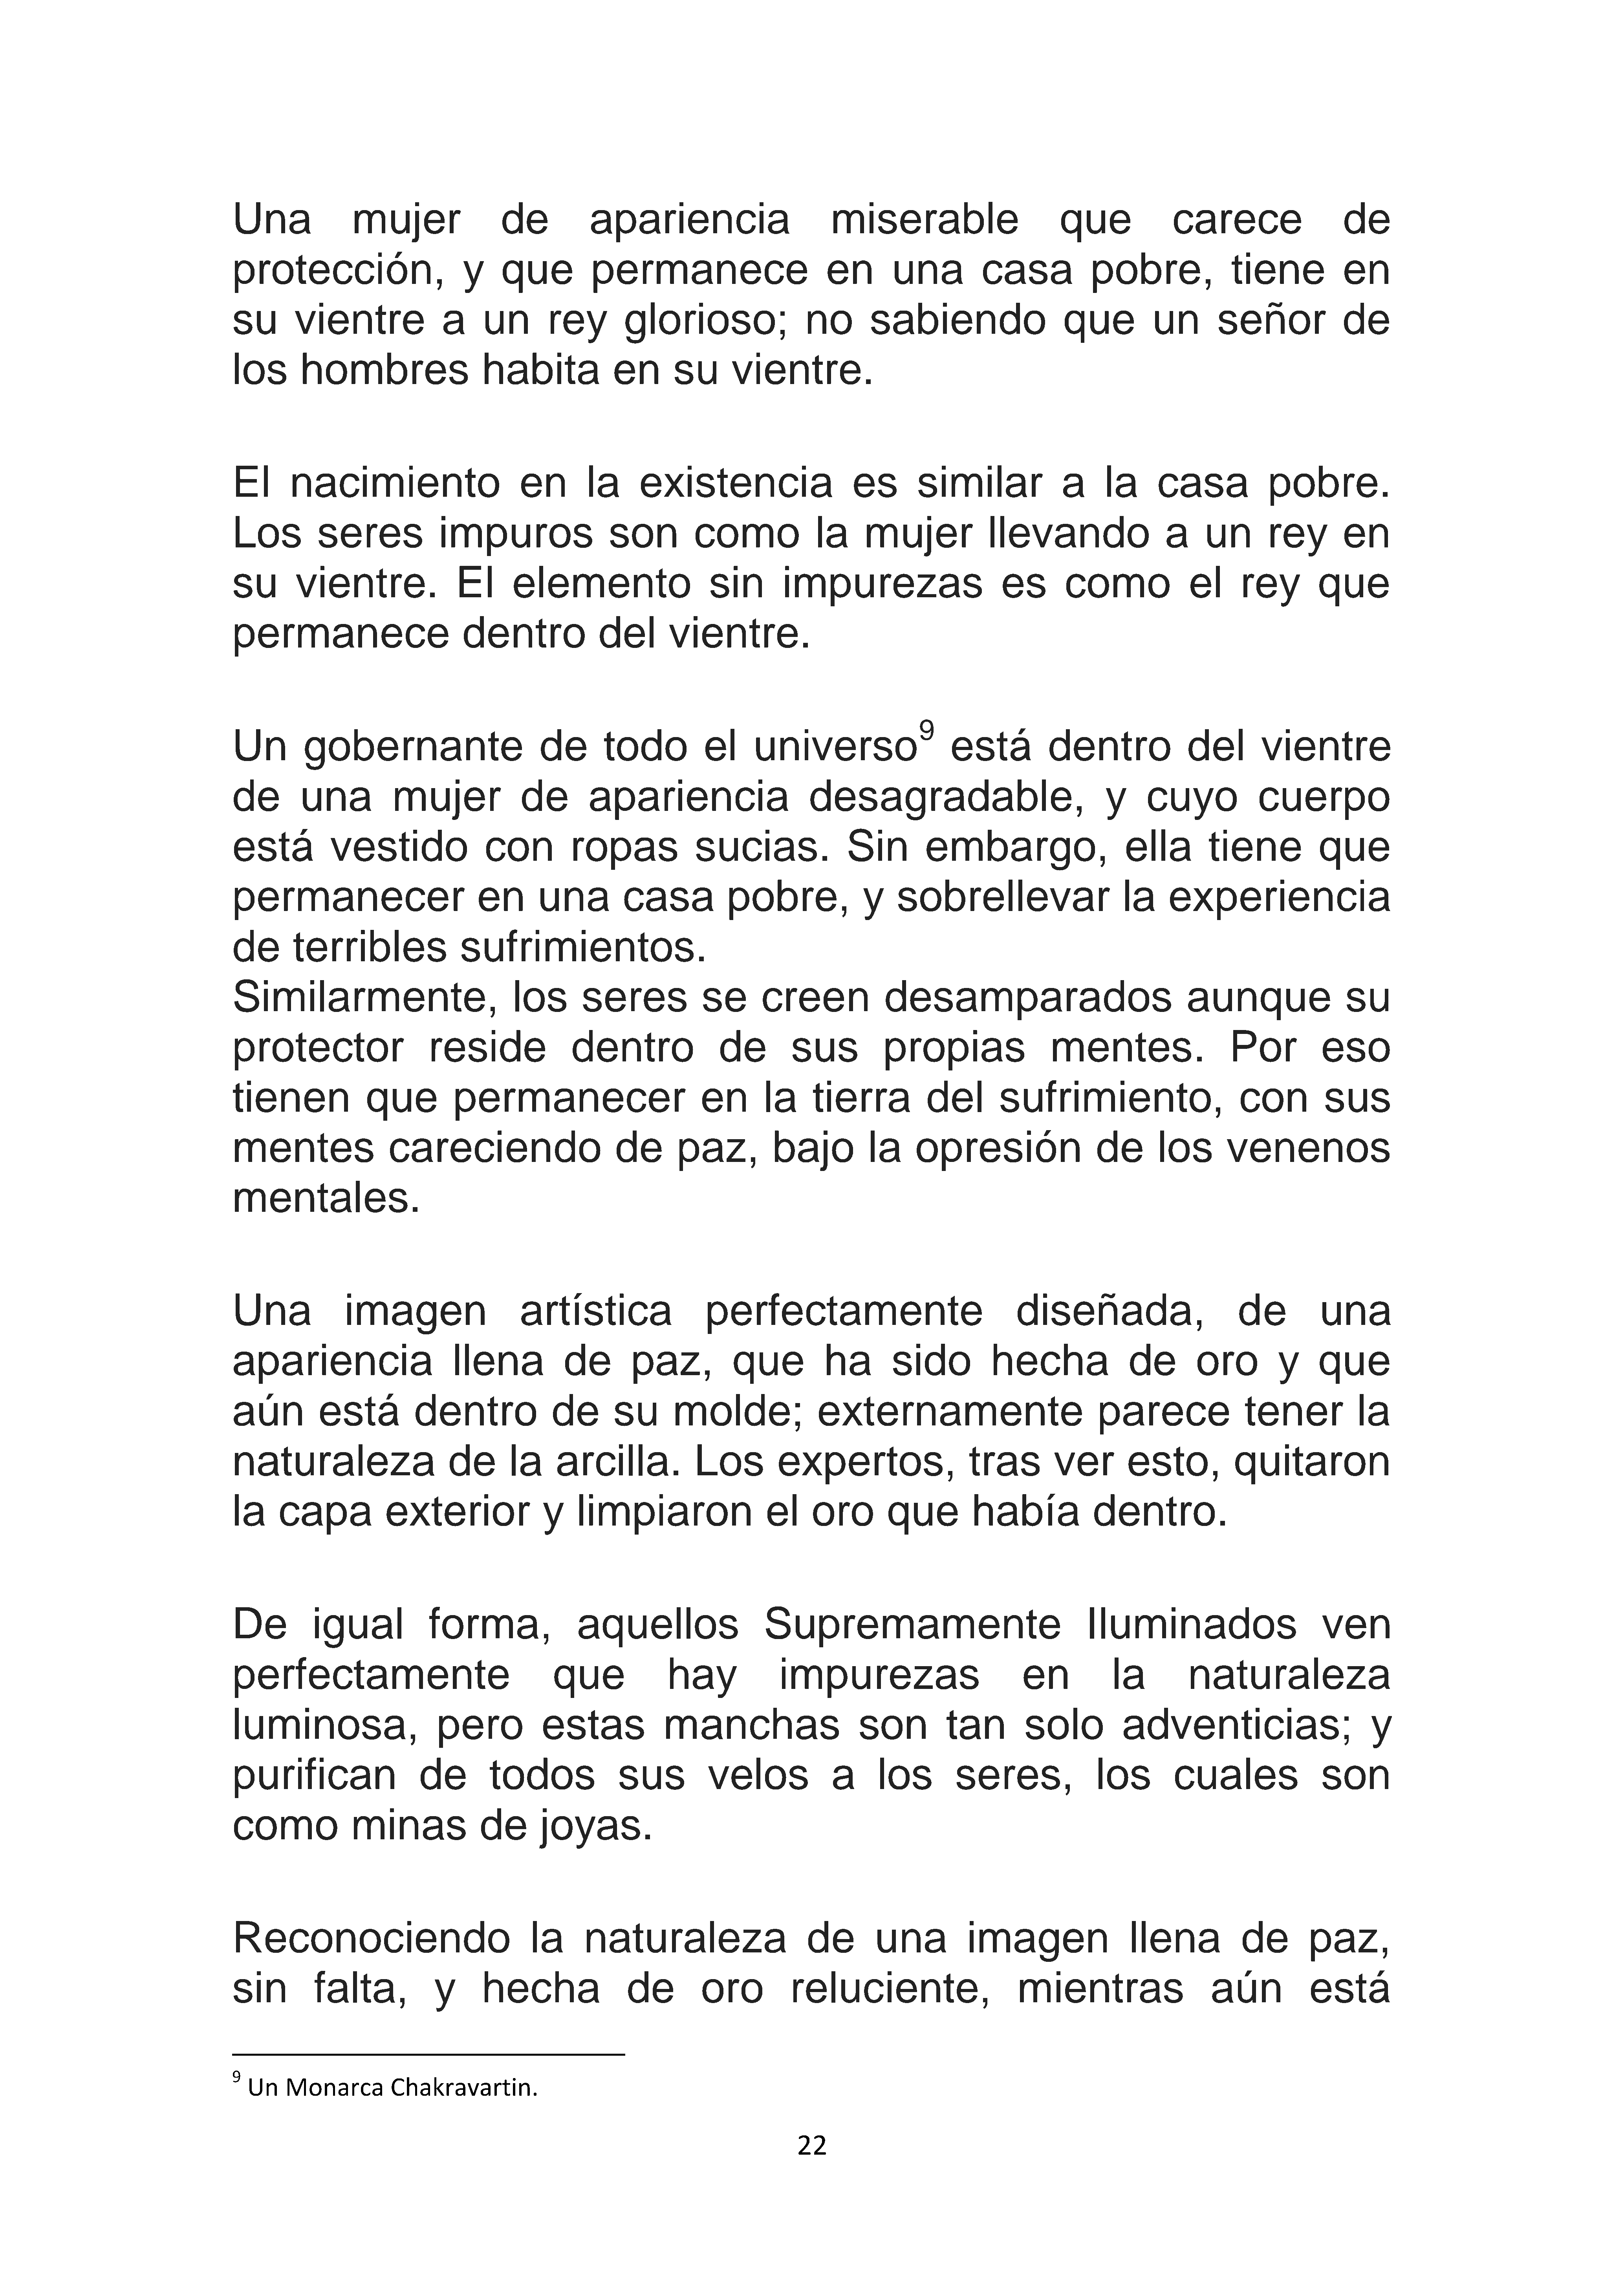 Una mujer de apariencia miserable que carece de
protección, y que permanece en una casa pobre, tiene en
su vientre a un rey glorioso; no sabiendo que un señor de
los hombres habita en su vientre.
El nacimiento en la existencia es similar a la casa pobre.
Los seres impuros son como la mujer llevando a un rey en
su vientre. El elemento sin impurezas es como el rey que
permanece dentro del vientre.
Un gobernante de todo el universo⁹ está dentro del vientre
de una mujer de apariencia desagradable, y cuyo cuerpo
está vestido con ropas sucias. Sin embargo, ella tiene que
permanecer en una casa pobre, y sobrellevar la experiencia
de terribles sufrimientos.
Similarmente, los seres se creen desamparados aunque su
protector reside dentro de sus propias mentes. Por eso
tienen que permanecer en la tierra del sufrimiento, con sus
mentes careciendo de paz, bajo la opresión de los venenos
mentales.
Una imagen artística perfectamente diseñada, de una
apariencia llena de paz, que ha sido hecha de oro y que
aún está dentro de su molde; externamente parece tener la
naturaleza de la arcilla. Los expertos, tras ver esto, quitaron
la capa exterior y limpiaron el oro que había dentro.
De igual forma, aquellos Supremamente Iluminados ven
perfectamente que hay impurezas en la naturaleza
luminosa, pero estas manchas son tan solo adventicias; y
purifican de todos sus velos a los seres, los cuales son
como minas de joyas.
Reconociendo la naturaleza de una imagen llena de paz,
sin falta, y hecha de oro reluciente, mientras aún está
⁹ Un Monarca Chakravartin.
22